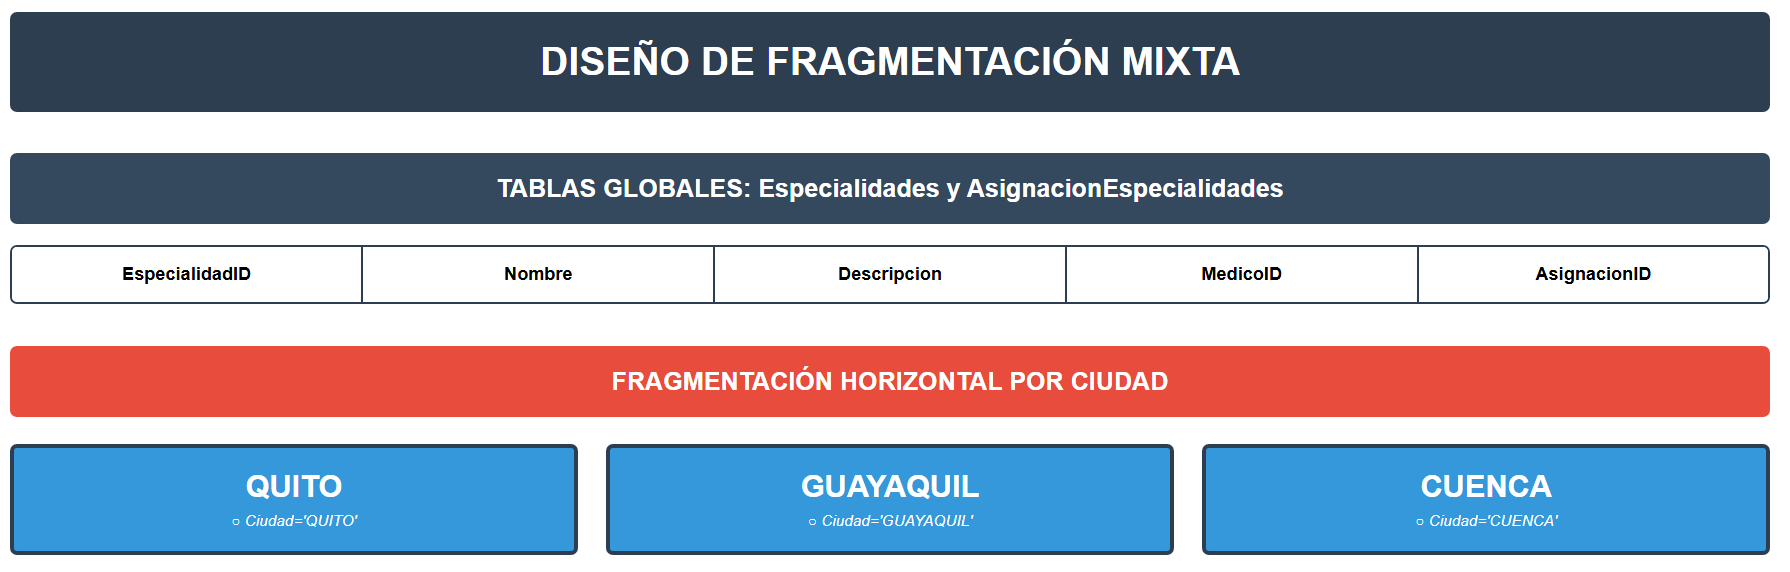 DISEÑO DE FRAGMENTACIÓN MIXTA
TABLAS GLOBALES: Especialidades y AsignacionEspecialidades
EspecialidadID
Nombre
Descripcion
MedicoID
AsignacionID
FRAGMENTACIÓN HORIZONTAL POR CIUDAD
QUITO
○ Ciudad='QUITO'
GUAYAQUIL
○ Ciudad='GUAYAQUIL'
CUENCA
○ Ciudad='CUENCA'